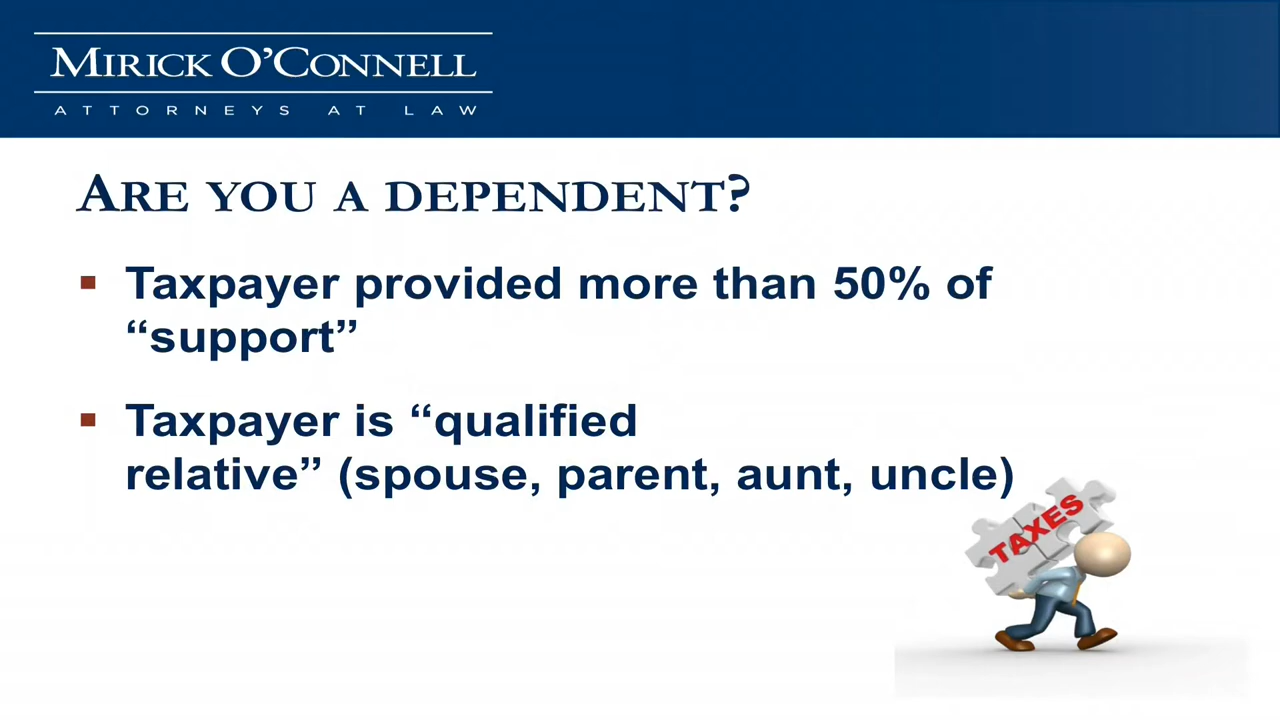 MIRICK O’CONNELL
ATTORNEYS AT LAW
ARE YOU A DEPENDENT?
Taxpayer provided more than 50% of
“support”
Taxpayer is “qualified
relative” (spouse, parent, aunt, uncle)
TAXES